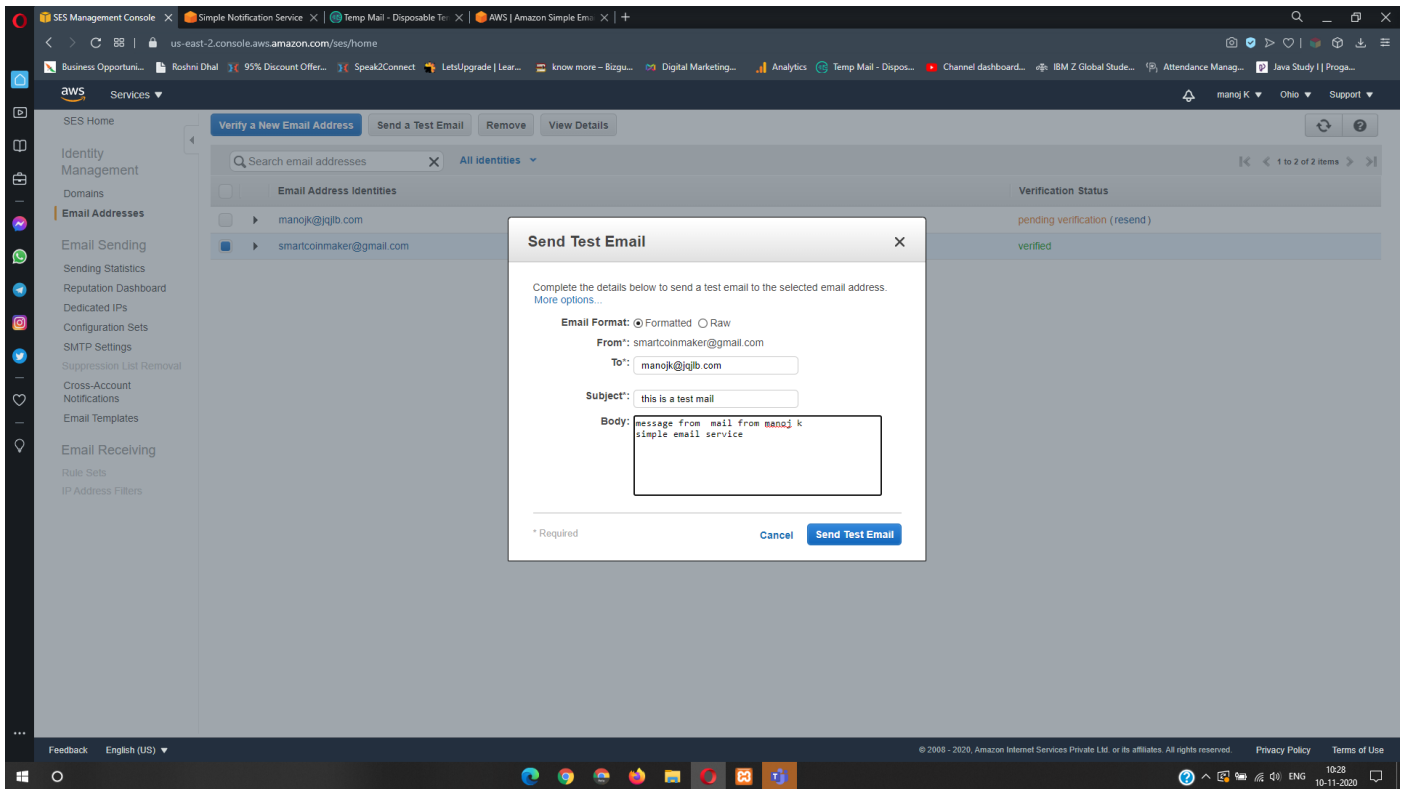 SES Management Console
Simple Notification Service
Temp Mail - Disposable Te
AWS | Amazon Simple Ema
us-east-2.console.aws.amazon.com/ses/home
Business Opportuni...
Roshni Dhal
95% Discount Offer...
Speak2Connect
LetsUpgrade | Lear...
know more – Bizgu...
Digital Marketing...
Analytics
Temp Mail - Dispos...
Channel dashboard...
IBM Z Global Stude...
Attendance Manag...
Java Study I | Proga...
aws
Services
manoj K
Ohio
Support
SES Home
Identity
Management
Domains
Email Addresses
Email Sending
Sending Statistics
Reputation Dashboard
Dedicated IPs
Configuration Sets
SMTP Settings
Suppression List Removal
Cross-Account
Notifications
Email Templates
Email Receiving
Rule Sets
IP Address Filters
Verify a New Email Address
Send a Test Email
Remove
View Details
Search email addresses
All identities
1 to 2 of 2 items
Email Address Identities
Verification Status
manojk@jqjlb.com
pending verification (resend)
smartcoinmaker@gmail.com
verified
Send Test Email
Complete the details below to send a test email to the selected email address.
More options...
Email Format: Formatted Raw
From*: smartcoinmaker@gmail.com
To*: manojk@jqjlb.com
Subject*: this is a test mail
Body: message from  mail from manoj k
simple email service
* Required
Cancel
Send Test Email
Feedback
English (US)
© 2008 - 2020, Amazon Internet Services Private Ltd. or its affiliates. All rights reserved.
Privacy Policy
Terms of Use
ENG
10:28
10-11-2020